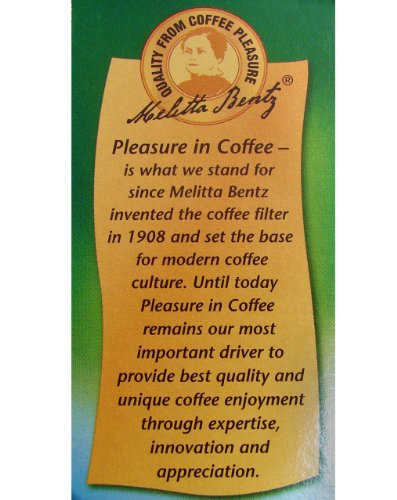 QUALITY FROM COFFEE PLEASURE
Melitta Bentz ®
Pleasure in Coffee –
is what we stand for
since Melitta Bentz
invented the coffee filter
in 1908 and set the base
for modern coffee
culture. Until today
Pleasure in Coffee
remains our most
important driver to
provide best quality and
unique coffee enjoyment
through expertise,
innovation and
appreciation.